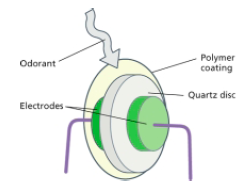 Odorant
Polymer
coating
Quartz disc
Electrodes